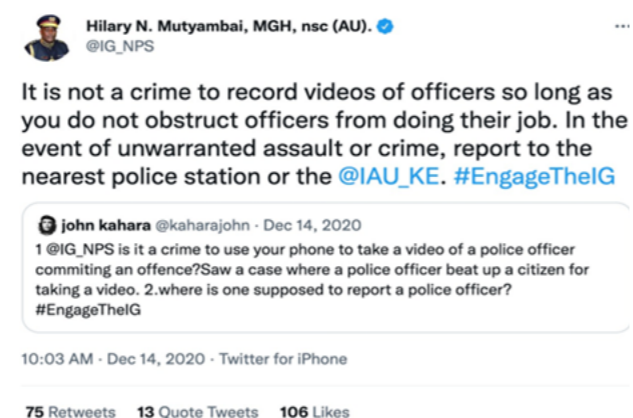 Hilary N. Mutyambai, MGH, nsc (AU).
@IG_NPS
It is not a crime to record videos of officers so long as
you do not obstruct officers from doing their job. In the
event of unwarranted assault or crime, report to the
nearest police station or the @IAU_KE. #EngageTheIG
john kahara @kaharajohn · Dec 14, 2020
1 @IG_NPS is it a crime to use your phone to take a video of a police officer
commiting an offence?Saw a case where a police officer beat up a citizen for
taking a video. 2.where is one supposed to report a police officer?
#EngageTheIG
10:03 AM · Dec 14, 2020 · Twitter for iPhone
75 Retweets 13 Quote Tweets 106 Likes